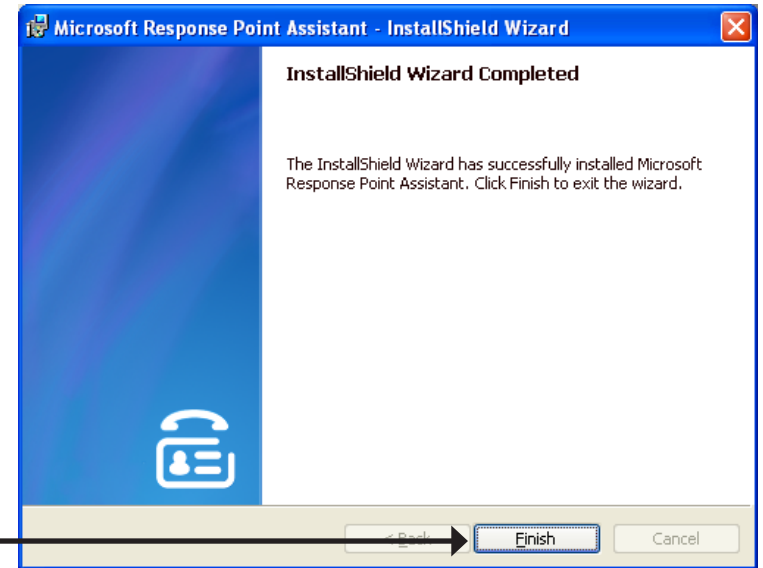 Microsoft Response Point Assistant - InstallShield Wizard
InstallShield Wizard Completed
The InstallShield Wizard has successfully installed Microsoft
Response Point Assistant. Click Finish to exit the wizard.
< Back
Finish
Cancel